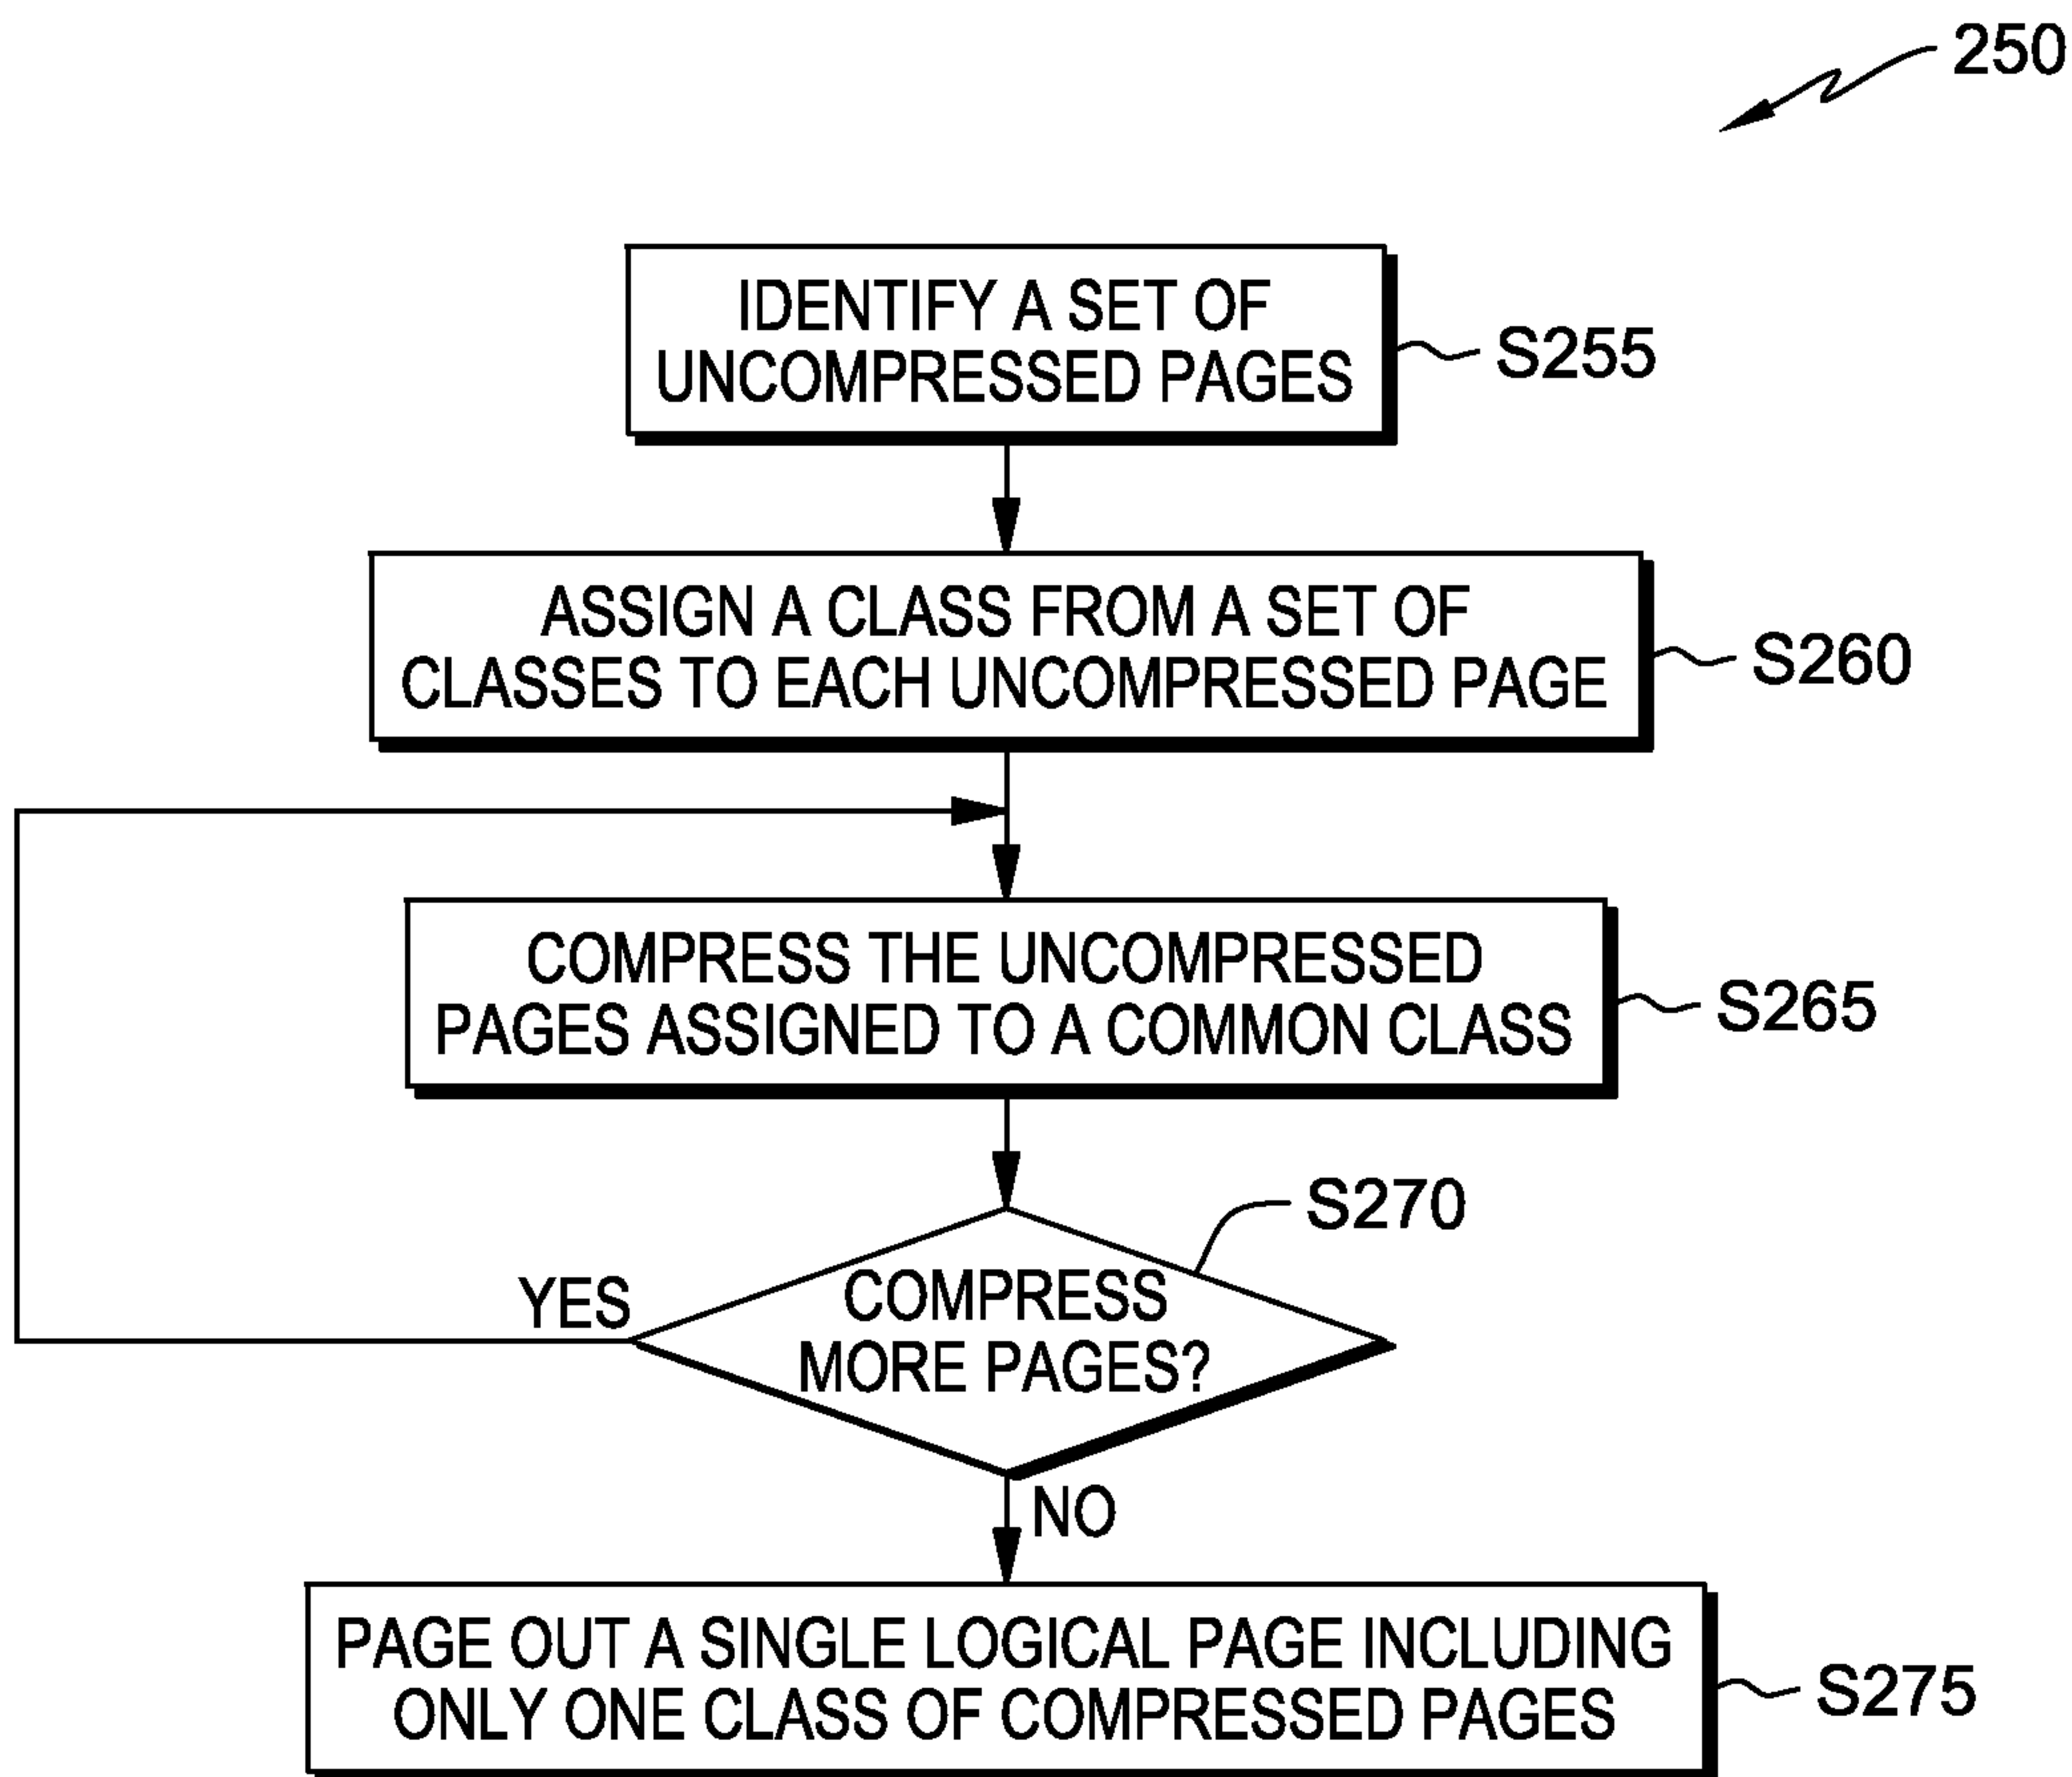 250
IDENTIFY A SET OF
UNCOMPRESSED PAGES
S255
ASSIGN A CLASS FROM A SET OF
CLASSES TO EACH UNCOMPRESSED PAGE
S260
COMPRESS THE UNCOMPRESSED
PAGES ASSIGNED TO A COMMON CLASS
S265
S270
YES
COMPRESS
MORE PAGES?
NO
PAGE OUT A SINGLE LOGICAL PAGE INCLUDING
ONLY ONE CLASS OF COMPRESSED PAGES
S275